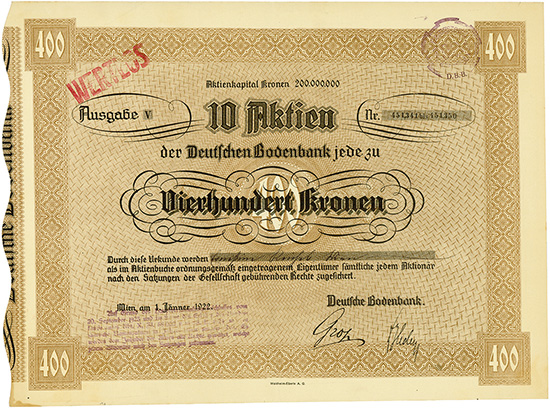 400
400
WERTLOS
D.B.B.
Aktienkapital Kronen 200.000.000
Ausgabe V
10 Aktien
Nr.
der Deutschen Bodenbank jede zu
Vierhundert Kronen
Durch diese Urkunde werden
als im Aktienbuche ordnungsgemäß eingetragenem Eigentümer sämtliche jedem Aktionär
nach den Satzungen der Gesellschaft gebührenden Rechte zugesichert.
Wien, am 1. Jänner 1922.
Deutsche Bodenbank.
400
400